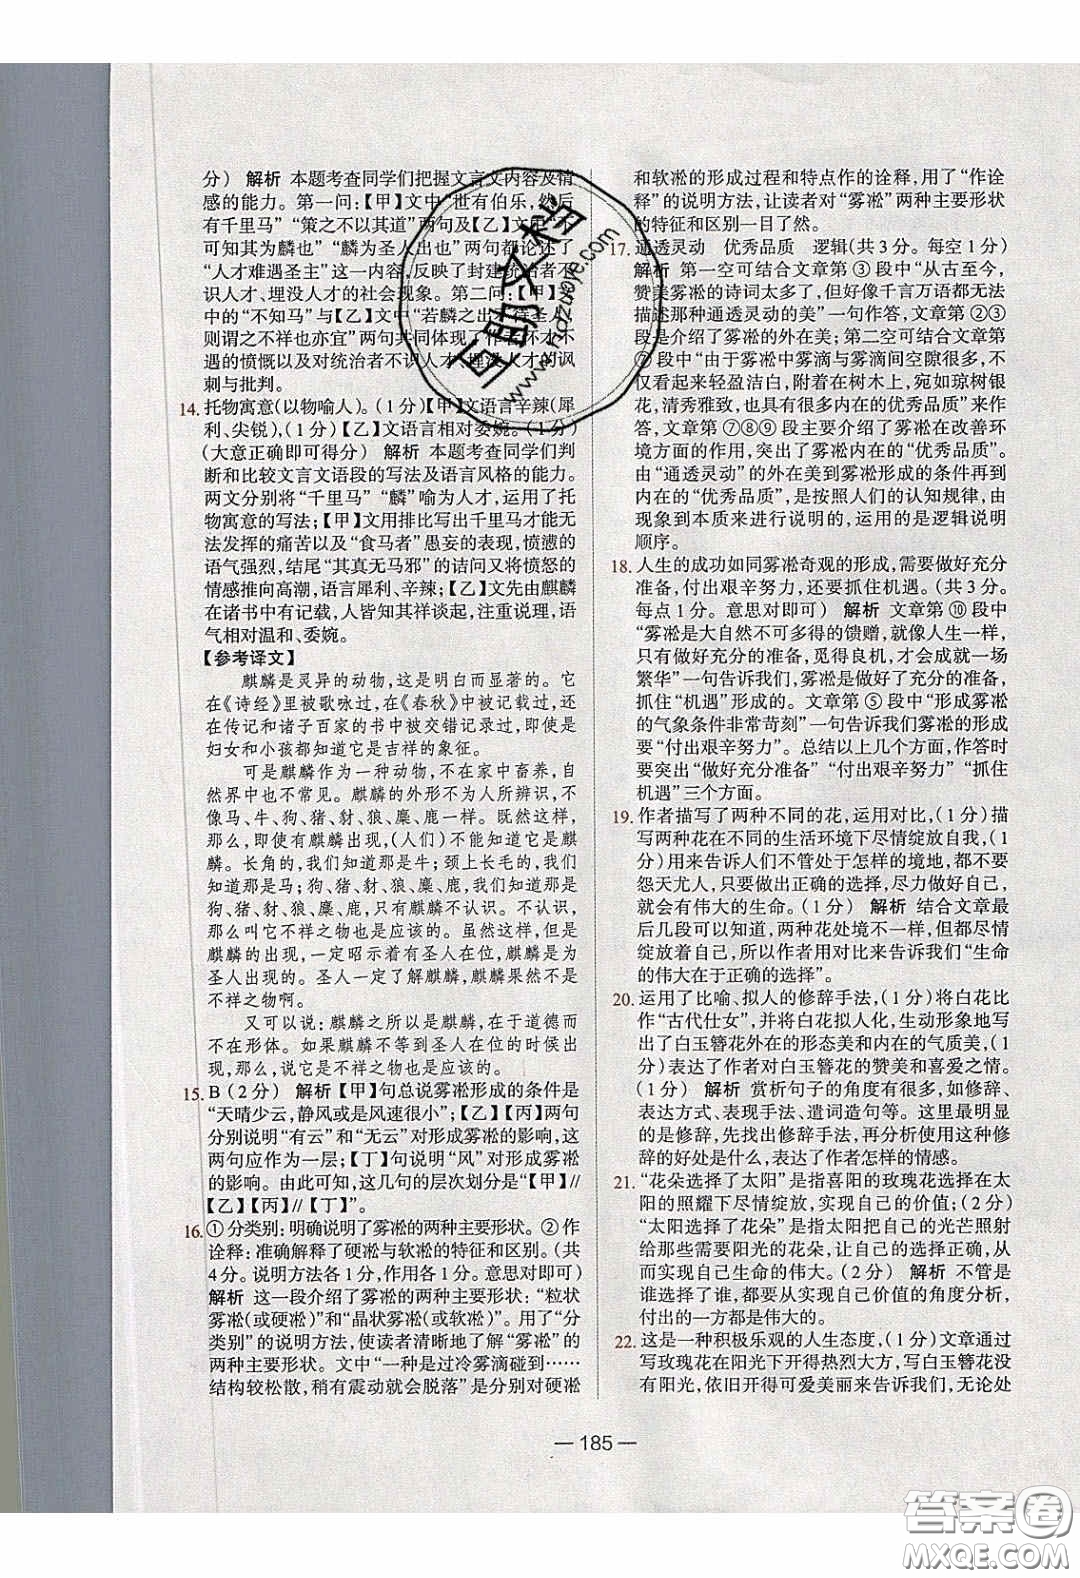 分） 解析 本题考查同学们把握文言文内容及情
感的能力。第一问：【甲】文中“世有伯乐，然后
有千里马”“策之不以其道”两句及【乙】文中“不
可知其为麟也”“麟为圣人出也”两句都论述了
“人才难遇圣主”这一内容，反映了封建统治者不
识人才、埋没人才的社会现象。第二问：【甲】文
中的“不知马”与【乙】文中“若麟之出不待圣人，
则谓之不祥也亦宜”两句共同体现了作者怀才不
遇的愤慨以及对统治者不识人才、埋没人才的讽
刺与批判。
14. 托物寓意（以物喻人）。（1分）【甲】文语言辛辣（犀
利、尖锐），（1分）【乙】文语言相对委婉。（1分）
（大意正确即可得分） 解析 本题考查同学们判
断和比较文言文语段的写法及语言风格的能力。
两文分别将“千里马”“麟”喻为人才，运用了托
物寓意的写法；【甲】文用排比写出千里马才能无
法发挥的痛苦以及“食马者”愚妄的表现，愤懑的
语气强烈，结尾“其真无马邪”的诘问又将愤怒的
情感推向高潮，语言犀利、辛辣；【乙】文先由麒麟
在诸书中有记载，人皆知其祥谈起，注重说理，语
气相对温和、委婉。
【参考译文】
麒麟是灵异的动物，这是明白而显著的。它
在《诗经》里被歌咏过，在《春秋》中被记载过，还
在传记和诸子百家的书中被交错记录过，即使是
妇女和小孩都知道它是吉祥的象征。
可是麒麟作为一种动物，不在家中畜养，自
然界中也不常见。麒麟的外形不为人所辨识，不
像马、牛、狗、猪、豺、狼、麋、鹿那样。既然这样，
那么，即使麒麟出现，（人们）不能知道它是麒
麟。长角的，我们知道那是牛；颈上长毛的，我们
知道那是马；狗、猪、豺、狼、麋、鹿，我们知道那是
狗、猪、豺、狼、麋、鹿，只有麒麟不认识。不认识，
那么叫它不祥之物也是应该的。虽然这样，但是
麒麟的出现，一定有圣人在位，麒麟是因为
圣人出现的。圣人一定了解麒麟，麒麟果然不是
不祥之物啊。
又可以说：麒麟之所以是麒麟，在于道德而
不在形体。如果麒麟不等到圣人在位的时候出
现，那么，说它是不祥之物也是应该的。
15. B（2分） 解析 【甲】句总说雾凇形成的条件是
“天晴少云，静风或是风速很小”；【乙】【丙】两句
分别说明“有云”和“无云”对形成雾凇的影响，这
两句应作为一层；【丁】句说明“风”对形成雾凇
的影响。由此可知，这几句的层次划分是“【甲】//
【乙】【丙】//【丁】”。
16. ①分类别：明确说明了雾凇的两种主要形状。②作
诠释：准确解释了硬凇与软凇的特征和区别。（共
4分。说明方法各1分，作用各1分。意思对即可）
解析 这一段介绍了雾凇的两种主要形状：“粒状
雾凇（或硬凇）”和“晶状雾凇（或软凇）”。用了“分
类别”的说明方法，使读者清晰地了解“雾凇”的
两种主要形状。文中“一种是过冷雾滴碰到……
结构较松散，稍有震动就会脱落”是分别对硬凇
和软凇的形成过程和特点作的诠释，用了“作诠
释”的说明方法，让读者对“雾凇”两种主要形状
的特征和区别一目了然。
17. 通透灵动 优秀品质 逻辑（共3分。每空1分）
解析 第一空可结合文章第③段中“从古至今，
赞美雾凇的诗词太多了，但好像千言万语都无法
描述那种通透灵动的美”一句作答，文章第②③
段是介绍了雾凇的外在美；第二空可结合文章第
⑦段中“由于雾凇中雾滴与雾滴间空隙很多，因
此看起来轻盈洁白，附着在树木上，宛如琼树银
花，清秀雅致，也代表着雾凇的优秀品质”来作
答，文章第⑦⑧⑨段主要介绍了雾凇在改善环
境方面的作用，突出了雾凇内在的“优秀品质”。
由“通透灵动”的外在美到雾凇形成的条件再到
内在的“优秀品质”，是按照人们的认知规律，由
现象到本质来进行说明的，运用的是逻辑说明
顺序。
18. 人生的成功如同雾凇奇观的形成，需要做好充分
准备，付出艰辛努力，还要抓住机遇。（共3分。
每点1分。意思对即可） 解析 文章第⑩段中
“雾凇是大自然不可多得的馈赠，就像人生一样，
只有做好充分的准备，觅得良机，才能成就一场
繁华”一句告诉我们，雾凇是做好了充分的准备，
抓住“机遇”形成的。文章第⑤段中“形成雾凇
的气象条件非常苛刻”一句告诉我们雾凇的形成
要“付出艰辛努力”。总结以上几个方面，作答时
要突出“做好充分准备”“付出艰辛努力”“抓住
机遇”三个方面。
19. 作者描写了两种不同的花，运用对比，（1分）描
写两种花在不同的生活环境下尽情绽放自我，（1
分）用来告诉人们不管处于怎样的境地，都不要
怨天尤人，只要做出正确的选择，尽力做好自己，
就会有伟大的生命。（1分） 解析 结合文章最
后几段可以知道，两种花处境不一样，但都尽情
绽放着自己，所以作者用对比来告诉我们“生命
的伟大在于正确的选择”。
20. 运用了比喻、拟人的修辞手法，（1分）将白花比
作“古代仕女”，并将白花拟人化，生动形象地写
出了白玉簪花外在的形态美和内在的气质美，（1
分）表达了作者对白玉簪花的赞美和喜爱之情。
（1分） 解析 赏析句子的角度有很多，如修辞、
表达方式、表现手法、遣词造句等。这里最明显
的是修辞，先找出修辞手法，再分析使用这种修
辞的好处是什么，表达了作者怎样的情感。
21. “花朵选择了太阳”是指喜阳的玫瑰花选择在太
阳的照耀下尽情绽放，实现自己的价值；（2分）
“太阳选择了花朵”是指太阳把自己的光芒照射
给那些需要阳光的花朵，让自己的选择正确，从
而实现自己生命的伟大。（2分） 解析 不管是
谁选择了谁，都要从实现自己价值的角度分析，
付出的一方都是伟大的。
22. 这是一种积极乐观的人生态度，（1分）文章通过
写玫瑰花在阳光下开得热烈大方，写白玉簪花没
有阳光，依旧开得可爱美丽来告诉我们，无论处
— 185 —
互助文档
www.hdzuoye.com
答案圈
MXQE.COM